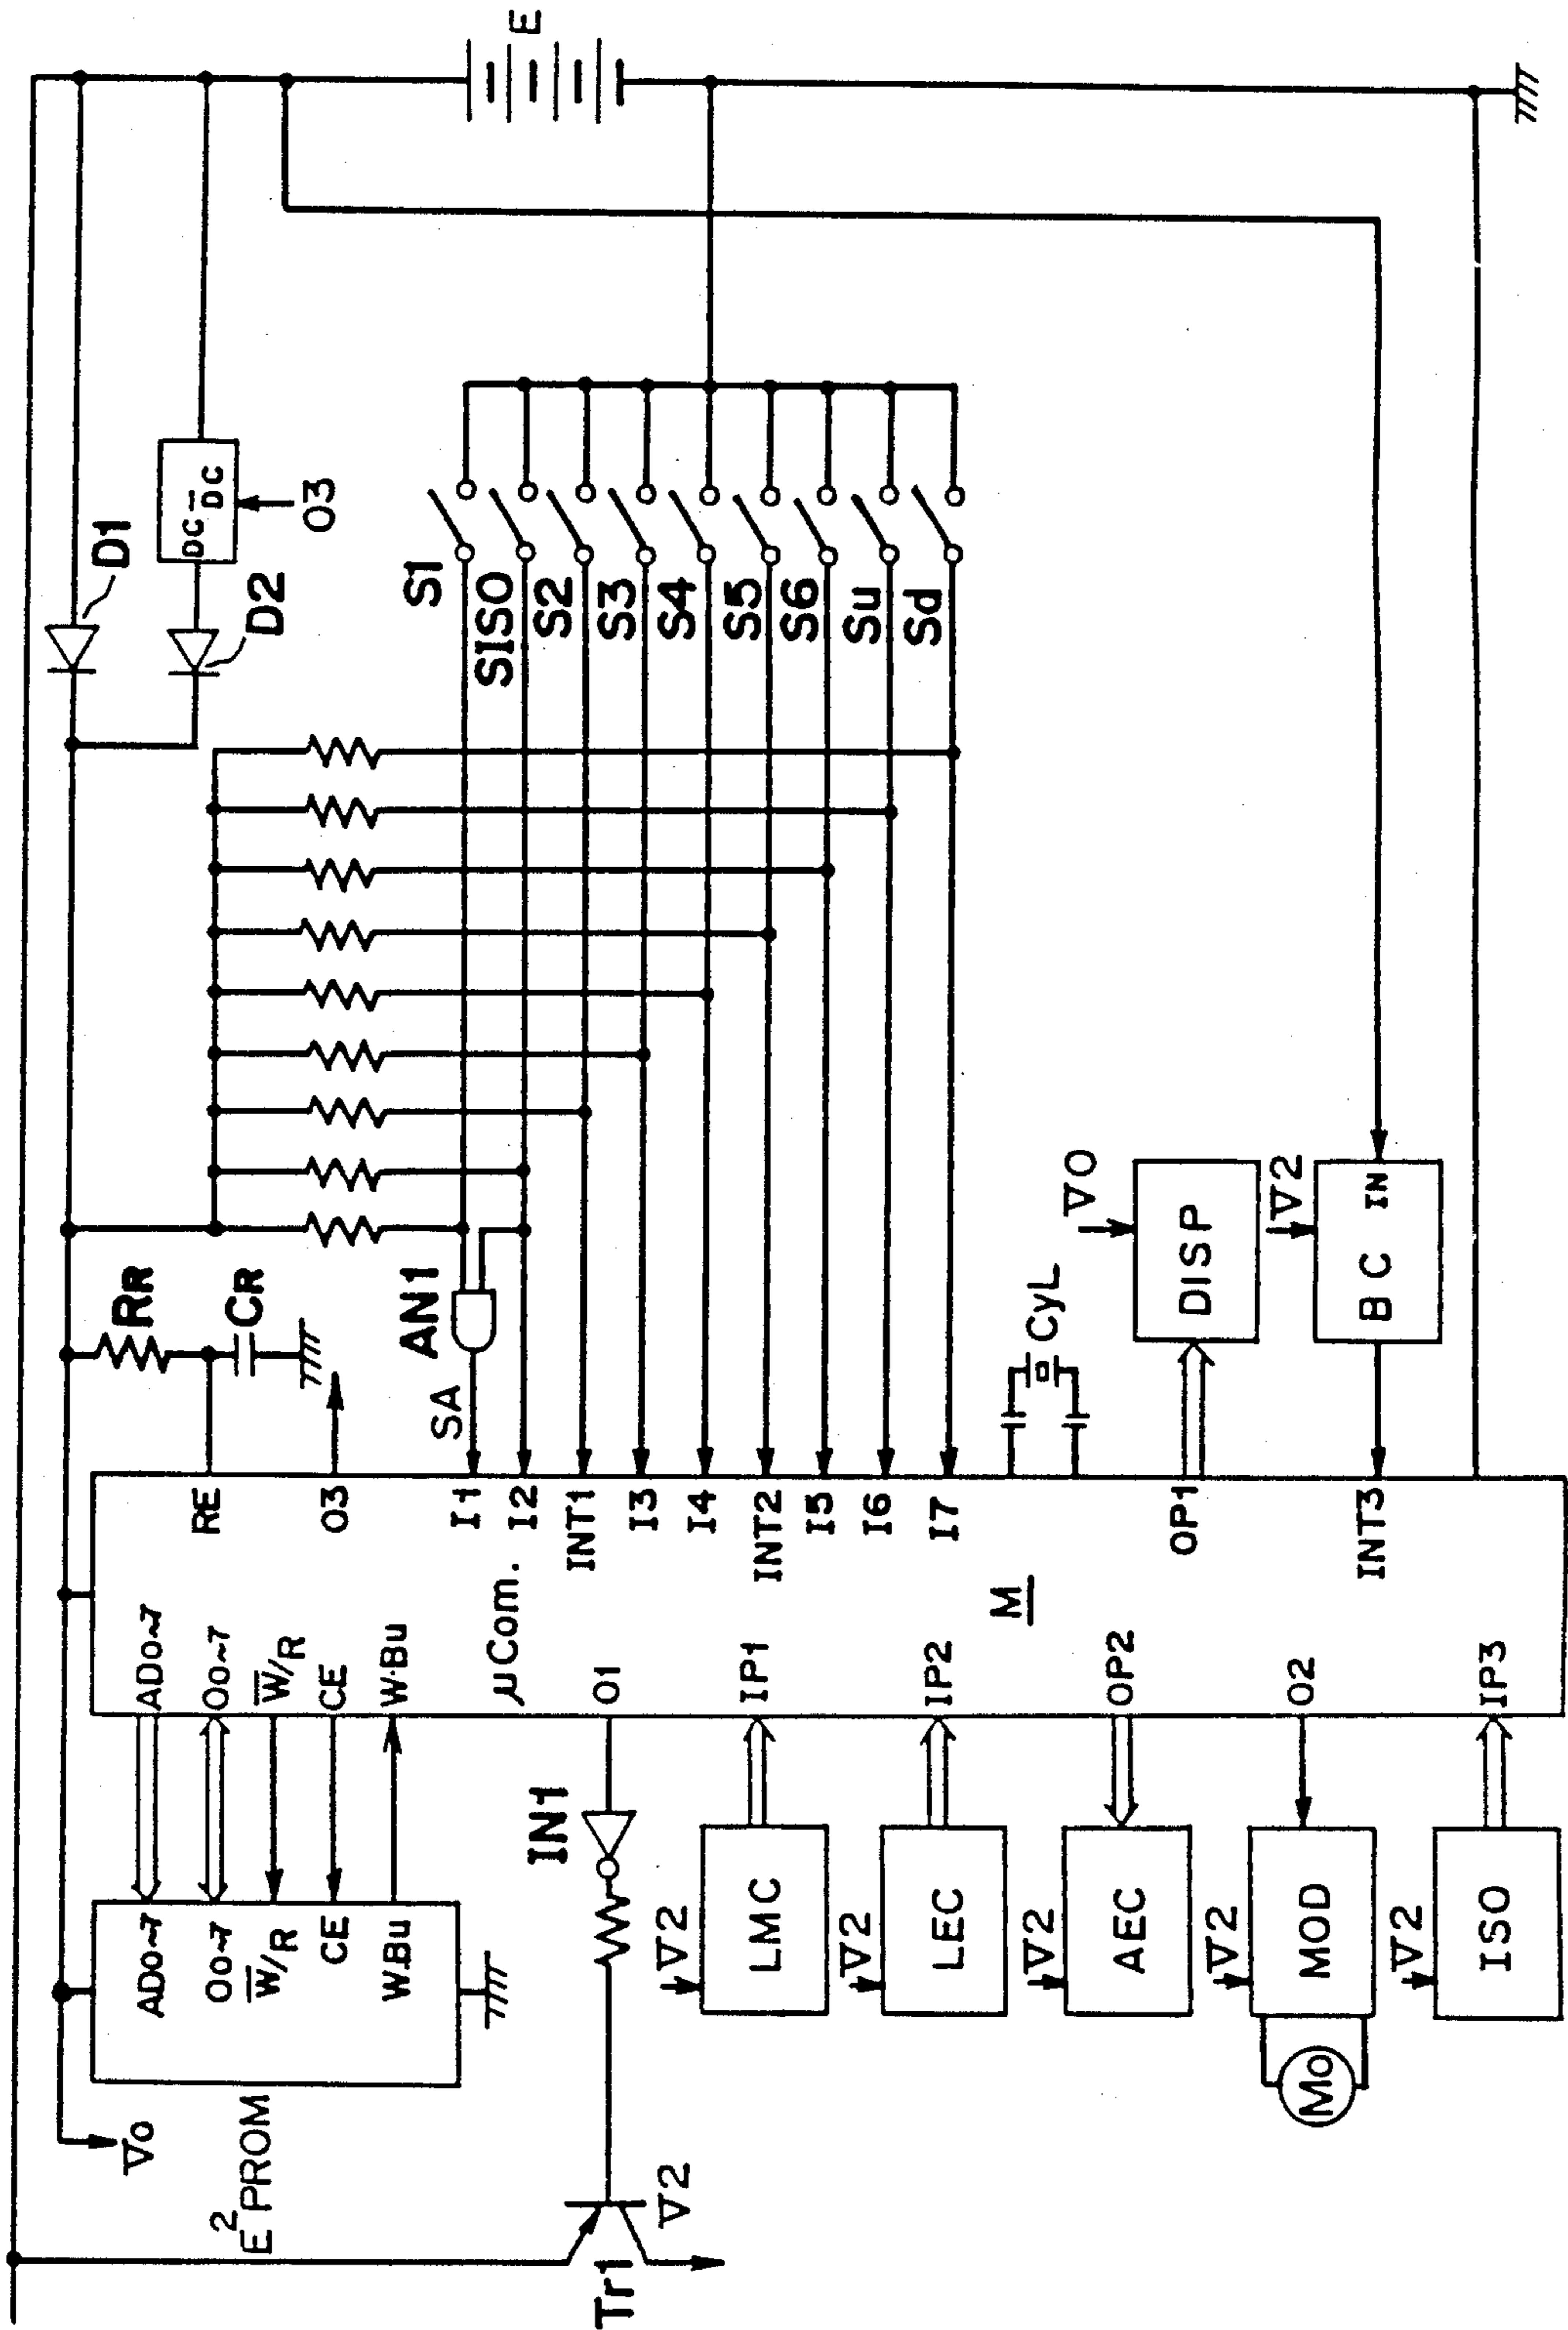 E
D1
DC-DC
O3
D2
S1
SISO
S2
S3
S4
S5
S6
Su
Sd
RR
CR
AN1
SA
CyL
V0
DISP
V2
BC IN
RE
O3
I1
I2
INT1
I3
I4
INT2
I5
I6
I7
OP1
INT3
μCom.
M
AD0~7
O0~7
W̅/R
CE
W·Bu
O1
IP1
IP2
OP2
O2
IP3
AD0~7
O0~7
W̅/R
CE
W.Bu
E²PROM
V0
IN1
Tr1
V2
V2
LMC
V2
LEC
V2
AEC
V2
MOD
Mo
V2
ISO